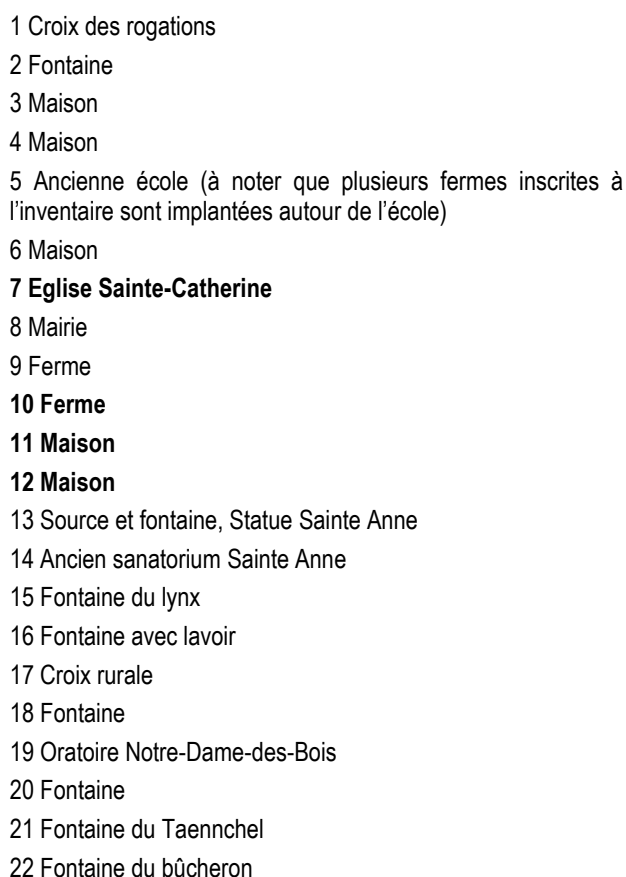 1 Croix des rogations
2 Fontaine
3 Maison
4 Maison
5 Ancienne école (à noter que plusieurs fermes inscrites à
l'inventaire sont implantées autour de l'école)
6 Maison
7 Eglise Sainte-Catherine
8 Mairie
9 Ferme
10 Ferme
11 Maison
12 Maison
13 Source et fontaine, Statue Sainte Anne
14 Ancien sanatorium Sainte Anne
15 Fontaine du lynx
16 Fontaine avec lavoir
17 Croix rurale
18 Fontaine
19 Oratoire Notre-Dame-des-Bois
20 Fontaine
21 Fontaine du Taennchel
22 Fontaine du bûcheron